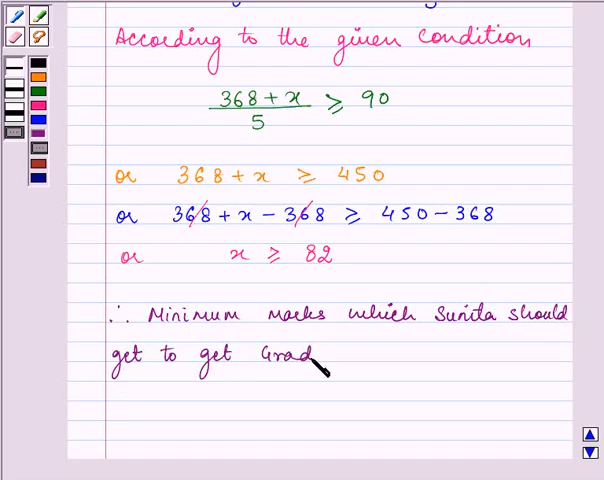 According to the given condition
368 + x / 5 ≥ 90
or 368 + x ≥ 450
or 368 + x - 368 ≥ 450 - 368
or x ≥ 82
∴ Minimum marks which Sunita should
get to get Grad